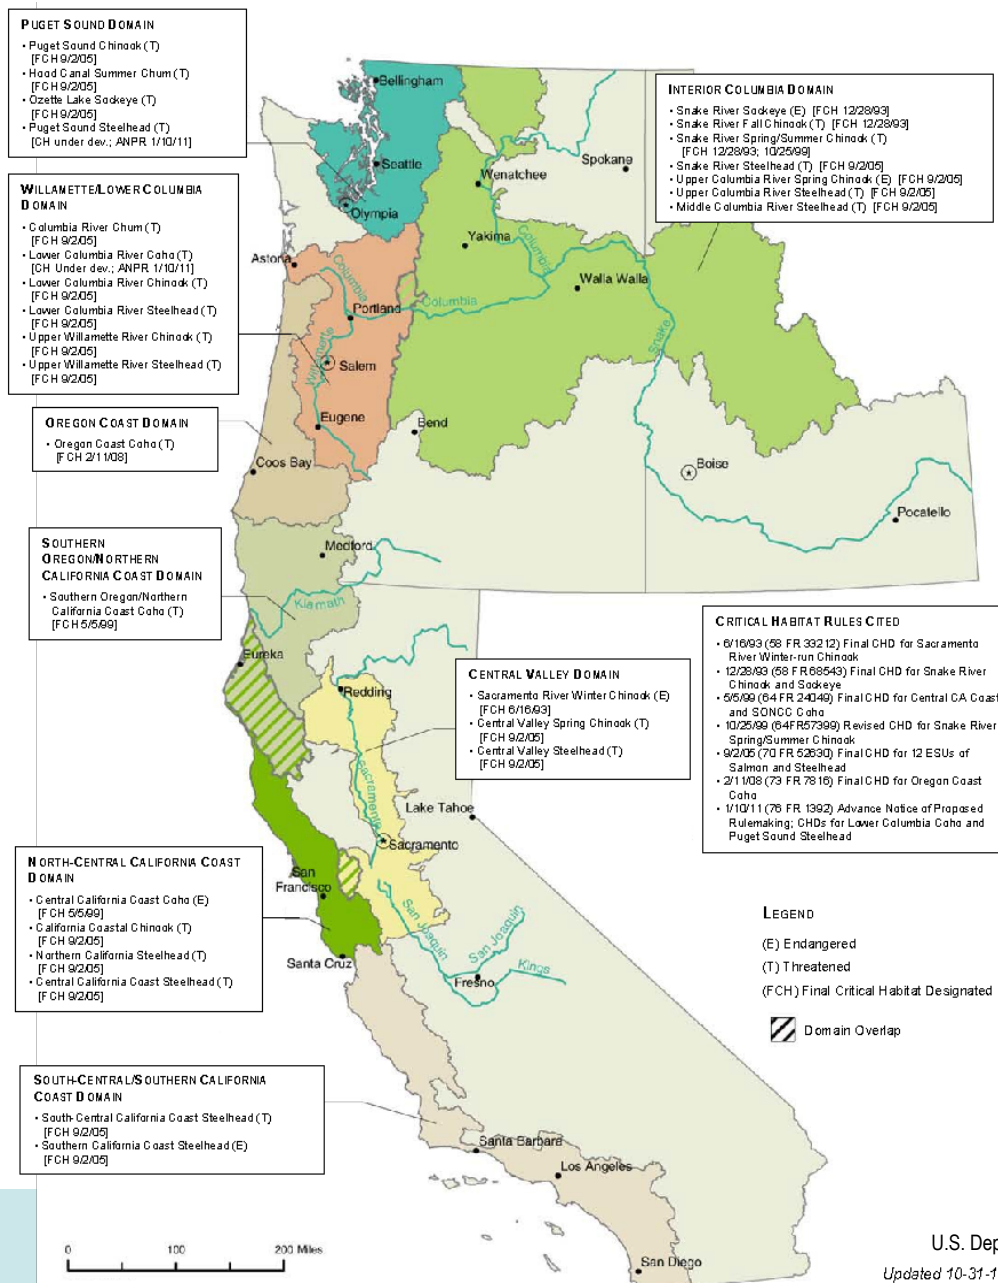 PUGET SOUND DOMAIN
• Puget Sound Chinook (T)
[FCH 9/2/05]
• Hood Canal Summer Chum (T)
[FCH 9/2/05]
• Ozette Lake Sockeye (T)
[FCH 9/2/05]
• Puget Sound Steelhead (T)
[CH under dev.; ANPR 1/10/11]
WILLAMETTE/LOWER COLUMBIA
DOMAIN
• Columbia River Chum (T)
[FCH 9/2/05]
• Lower Columbia River Coho (T)
[CH Under dev.; ANPR 1/10/11]
• Lower Columbia River Chinook (T)
[FCH 9/2/05]
• Lower Columbia River Steelhead (T)
[FCH 9/2/05]
• Upper Willamette River Chinook (T)
[FCH 9/2/05]
• Upper Willamette River Steelhead (T)
[FCH 9/2/05]
OREGON COAST DOMAIN
• Oregon Coast Coho (T)
[FCH 2/11/08]
SOUTHERN
OREGON/NORTHERN
CALIFORNIA COAST DOMAIN
• Southern Oregon/Northern
California Coast Coho (T)
[FCH 5/5/99]
NORTH-CENTRAL CALIFORNIA COAST
DOMAIN
• Central California Coast Coho (E)
[FCH 5/5/99]
• California Coastal Chinook (T)
[FCH 9/2/05]
• Northern California Steelhead (T)
[FCH 9/2/05]
• Central California Coast Steelhead (T)
[FCH 9/2/05]
SOUTH-CENTRAL/SOUTHERN CALIFORNIA
COAST DOMAIN
• South-Central California Coast Steelhead (T)
[FCH 9/2/05]
• Southern California Coast Steelhead (E)
[FCH 9/2/05]
INTERIOR COLUMBIA DOMAIN
• Snake River Sockeye (E) [FCH 12/28/93]
• Snake River Fall Chinook (T) [FCH 12/28/93]
• Snake River Spring/Summer Chinook (T)
[FCH 12/28/93; 10/25/99]
• Snake River Steelhead (T) [FCH 9/2/05]
• Upper Columbia River Spring Chinook (E) [FCH 9/2/05]
• Upper Columbia River Steelhead (T) [FCH 9/2/05]
• Middle Columbia River Steelhead (T) [FCH 9/2/05]
CENTRAL VALLEY DOMAIN
• Sacramento River Winter Chinook (E)
[FCH 6/16/93]
• Central Valley Spring Chinook (T)
[FCH 9/2/05]
• Central Valley Steelhead (T)
[FCH 9/2/05]
CRITICAL HABITAT RULES CITED
• 6/16/93 (58 FR 33212) Final CHD for Sacramento
River Winter-run Chinook
• 12/28/93 (58 FR 68543) Final CHD for Snake River
Chinook and Sockeye
• 5/5/99 (64 FR 24049) Final CHD for Central CA Coast
and SONCC Coho
• 10/25/99 (64FR57399) Revised CHD for Snake River
Spring/Summer Chinook
• 9/2/05 (70 FR 52630) Final CHD for 12 ESUs of
Salmon and Steelhead
• 2/11/08 (73 FR 7816) Final CHD for Oregon Coast
Coho
• 1/10/11 (76 FR 1392) Advance Notice of Proposed
Rulemaking; CHDs for Lower Columbia Coho and
Puget Sound Steelhead
LEGEND
(E) Endangered
(T) Threatened
(FCH) Final Critical Habitat Designated
Domain Overlap
Bellingham
Seattle
Olympia
Spokane
Wenatchee
Yakima
Columbia
Walla Walla
Astoria
Columbia
Portland
Columbia
Snake
Willamette
Salem
Eugene
Bend
Coos Bay
Boise
Pocatello
Medford
Klamath
Eureka
Redding
Sacramento
Lake Tahoe
Sacramento
San
Francisco
San Joaquin
San Joaquin
Santa Cruz
Fresno
Kings
Santa Barbara
Los Angeles
San Diego
0 100 200 Miles
U.S. Dep
Updated 10-31-1